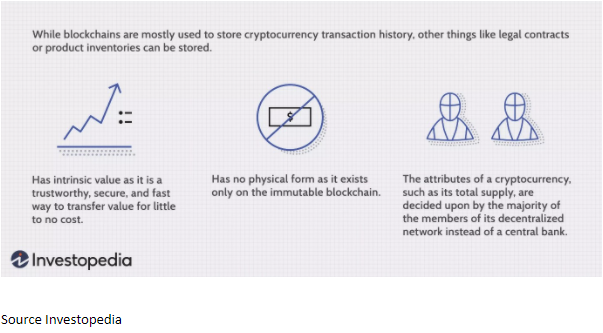 While blockchains are mostly used to store cryptocurrency transaction history, other things like legal contracts
or product inventories can be stored.
$
Has intrinsic value as it is a
trustworthy, secure, and fast
way to transfer value for little
to no cost.
Has no physical form as it exists
only on the immutable blockchain.
The attributes of a cryptocurrency,
such as its total supply, are
decided upon by the majority of
the members of its decentralized
network instead of a central bank.
Investopedia
Source Investopedia